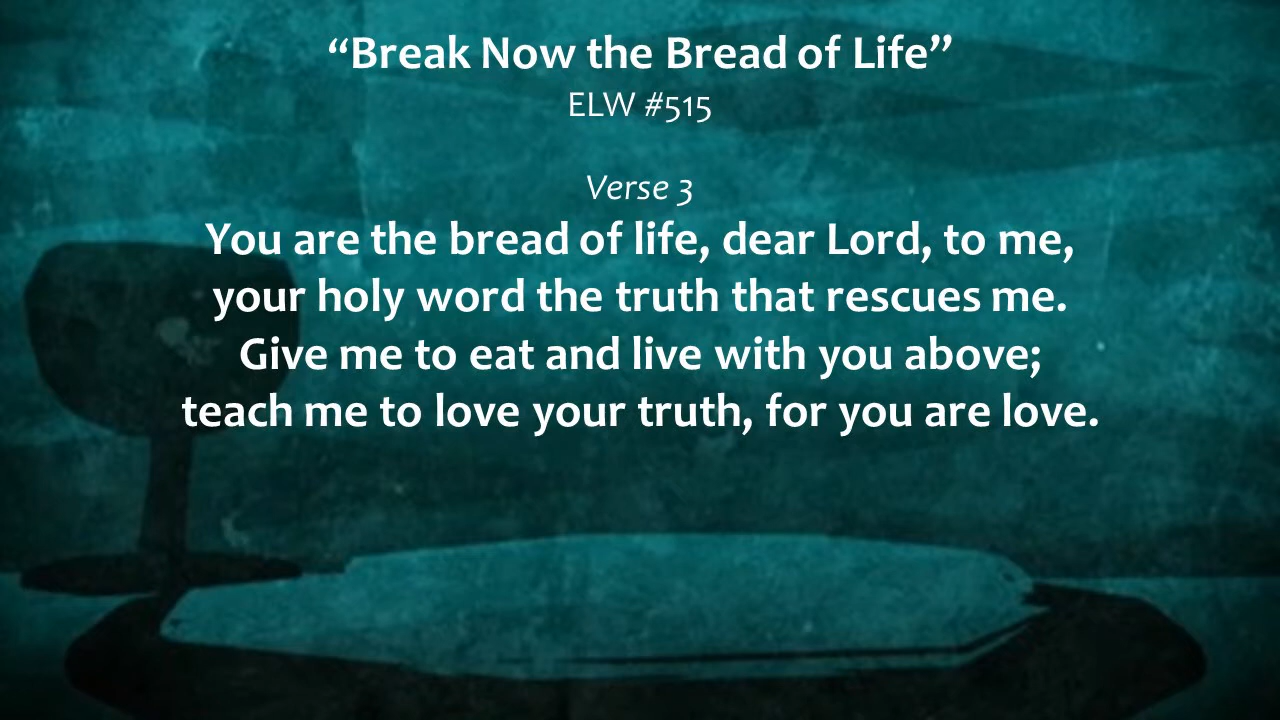 “Break Now the Bread of Life”
ELW #515
Verse 3
You are the bread of life, dear Lord, to me,
your holy word the truth that rescues me.
Give me to eat and live with you above;
teach me to love your truth, for you are love.